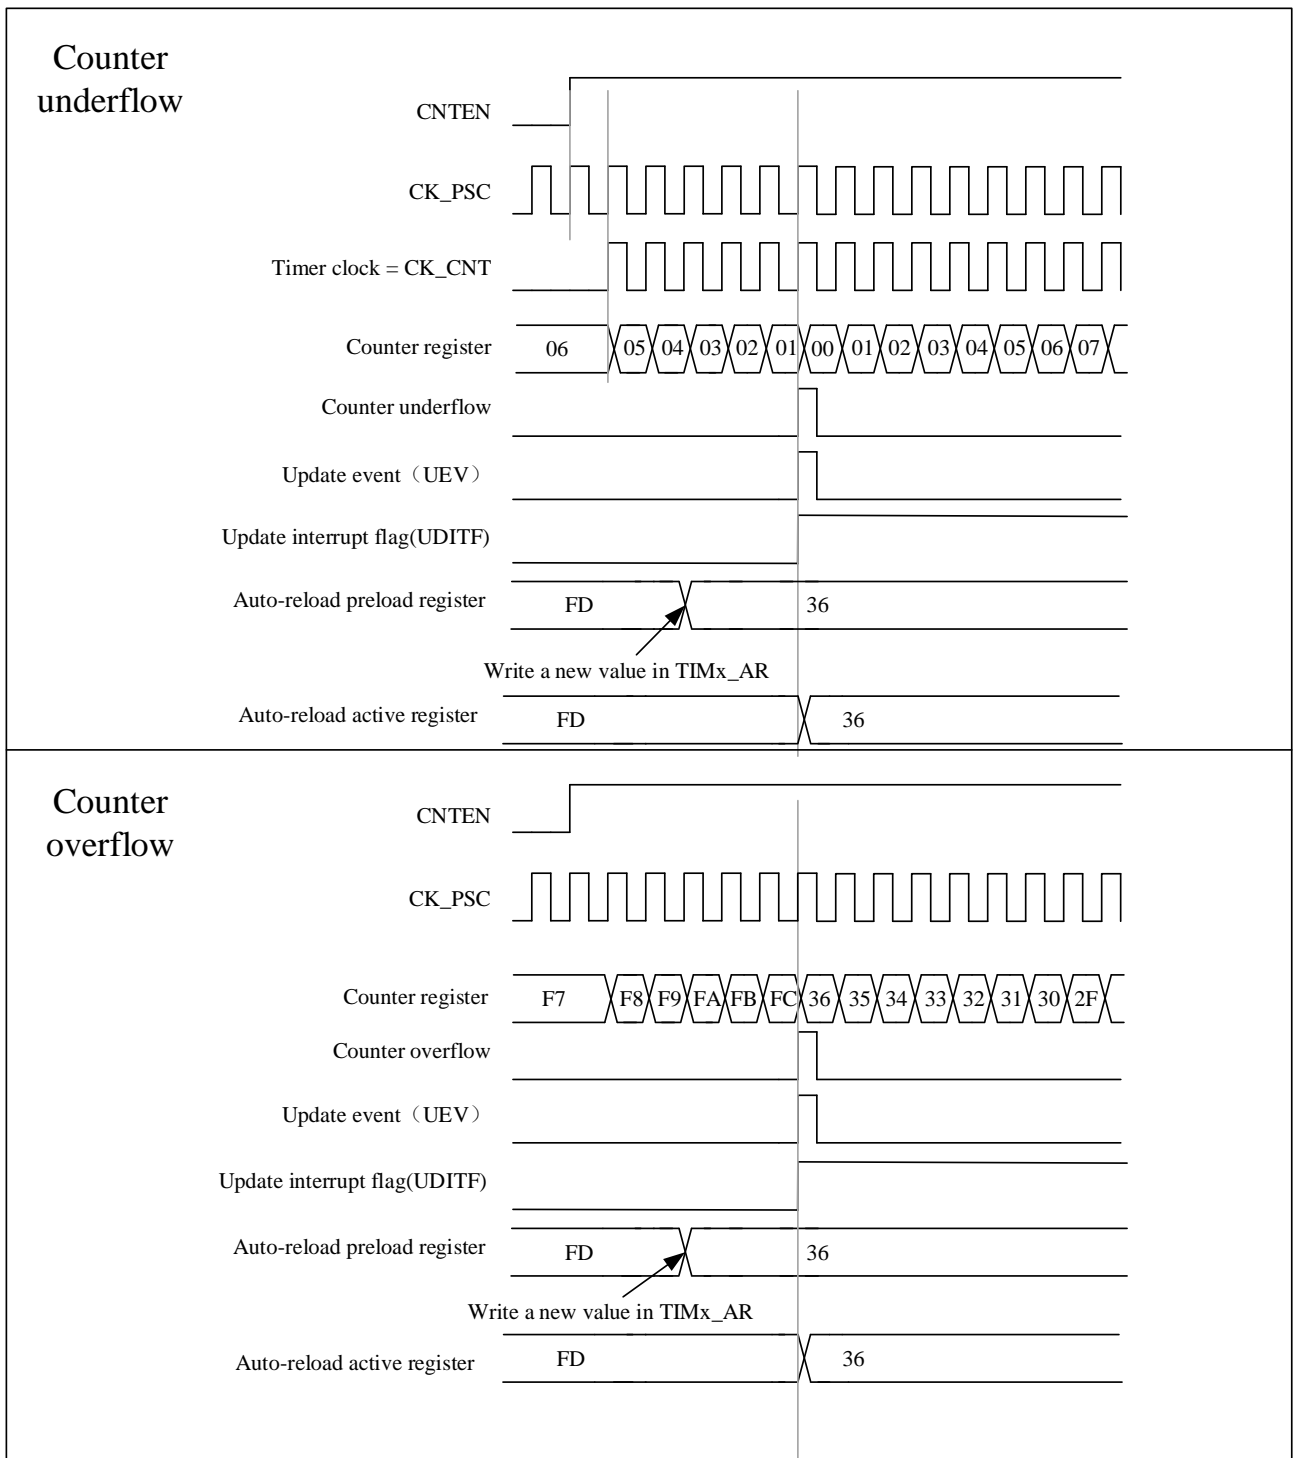 Counter
underflow
CNTEN
CK_PSC
Timer clock = CK_CNT
Counter register 06 05 04 03 02 01 00 01 02 03 04 05 06 07
Counter underflow
Update event（UEV）
Update interrupt flag(UDITF)
Auto-reload preload register FD 36
Write a new value in TIMx_AR
Auto-reload active register FD 36
Counter
overflow
CNTEN
CK_PSC
Counter register F7 F8 F9 FA FB FC 36 35 34 33 32 31 30 2F
Counter overflow
Update event（UEV）
Update interrupt flag(UDITF)
Auto-reload preload register FD 36
Write a new value in TIMx_AR
Auto-reload active register FD 36